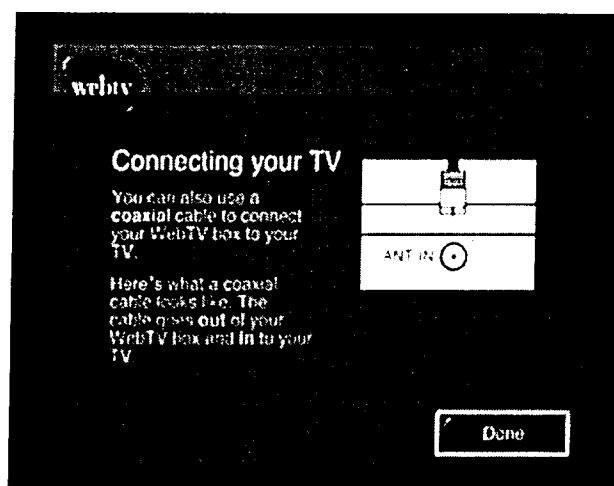 webtv
Connecting your TV
You can also use a
coaxial cable to connect
your WebTV box to your
TV.
Here's what a coaxial
cable looks like. The
cable goes out of your
WebTV box and in to your
TV.
ANT IN
Done